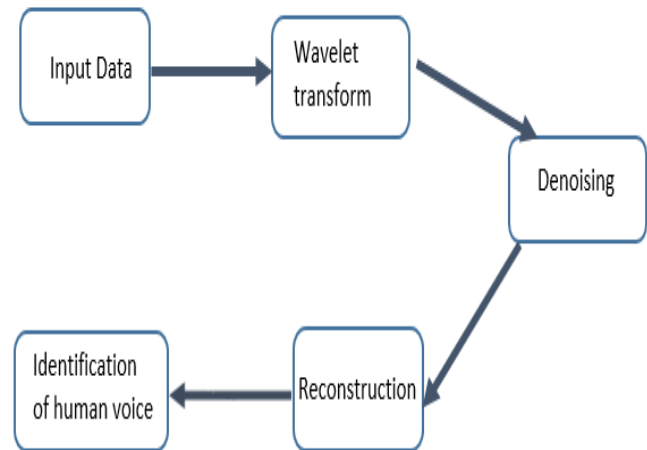 Input Data
Wavelet
transform
Denoising
Reconstruction
Identification
of human voice